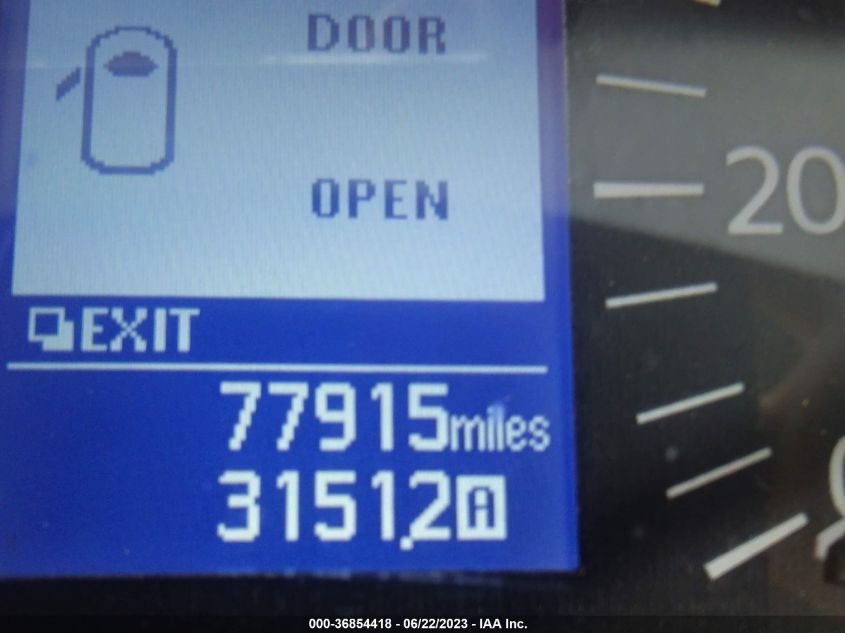 DOOR
OPEN
EXIT
77915miles
3151.2A
20
000-36854418 - 06/22/2023 - IAA Inc.